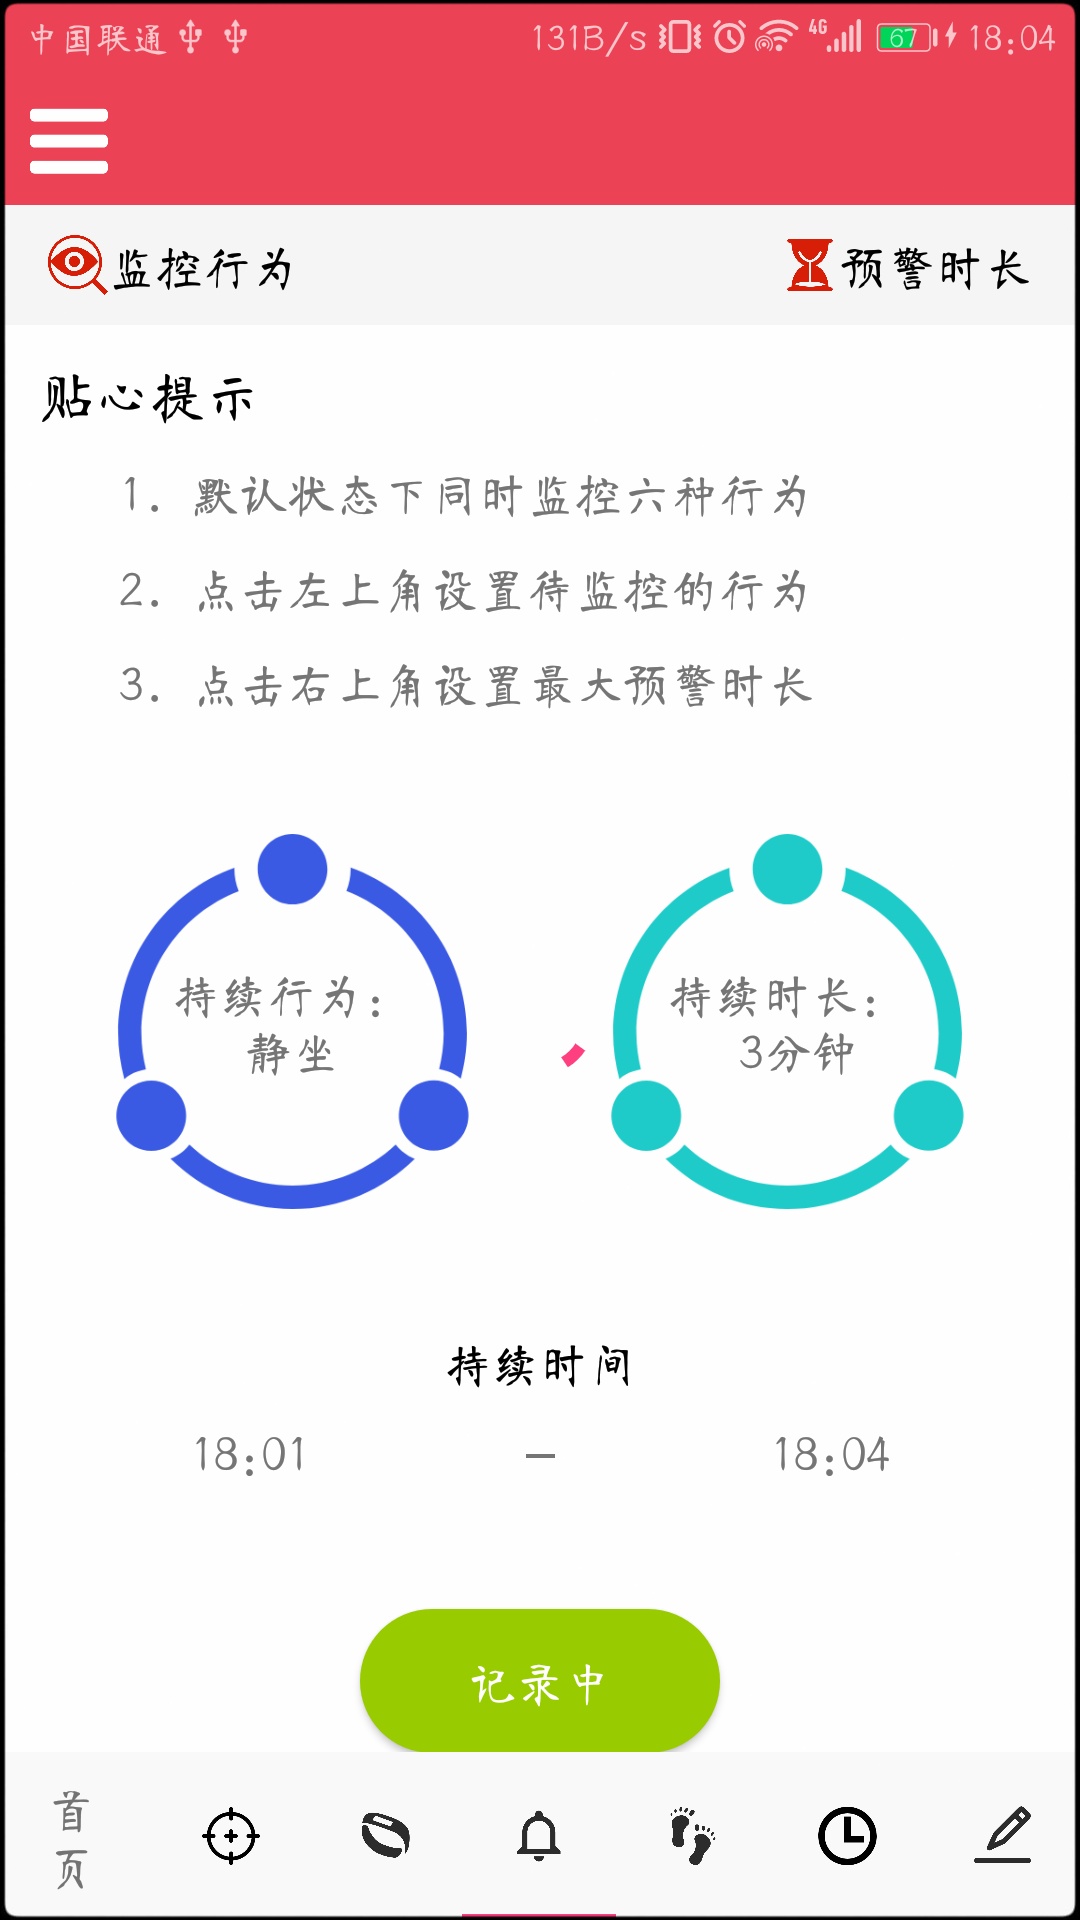 中国联通 131B/s 4G 67 18:04
监控行为 预警时长
贴心提示
1. 默认状态下同时监控六种行为
2. 点击左上角设置待监控的行为
3. 点击右上角设置最大预警时长
持续行为: 持续时长:
静坐 3分钟
持续时间
18:01 — 18:04
记录中
首
页